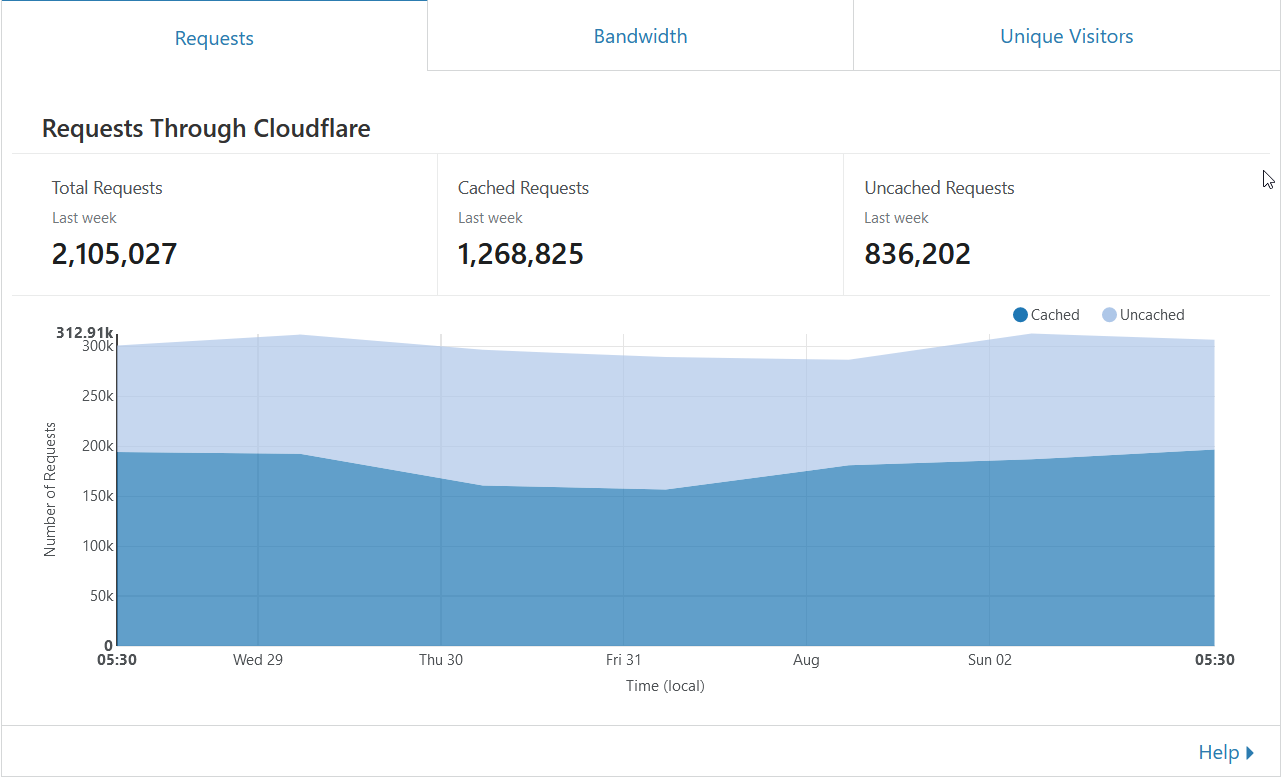 Requests Bandwidth Unique Visitors
Requests Through Cloudflare
Total Requests Cached Requests Uncached Requests
Last week Last week Last week
2,105,027 1,268,825 836,202
Cached Uncached
312.91k
300k
250k
200k
150k
100k
50k
0
Number of Requests
05:30 Wed 29 Thu 30 Fri 31 Aug Sun 02 05:30
Time (local)
Help